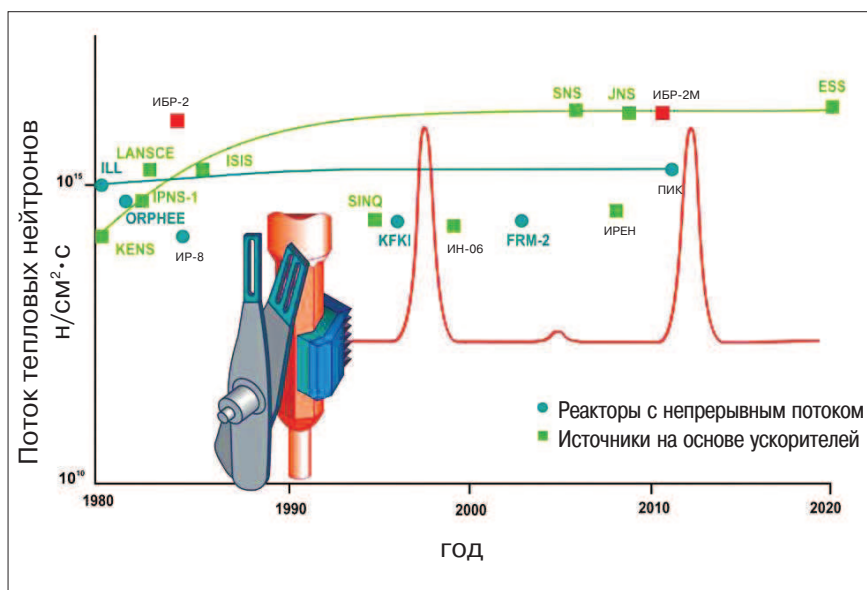 Поток тепловых нейтронов
н/см²·с
10¹⁵
10¹⁰
ИБР-2
LANSCE
ILL
ISIS
IPNS-1
ORPHEE
KENS
ИР-8
SNS
JNS
ИБР-2М
ESS
ПИК
SINQ
KFKI
ИН-06
FRM-2
ИРЕН
Реакторы с непрерывным потоком
Источники на основе ускорителей
1980
1990
2000
2010
2020
год